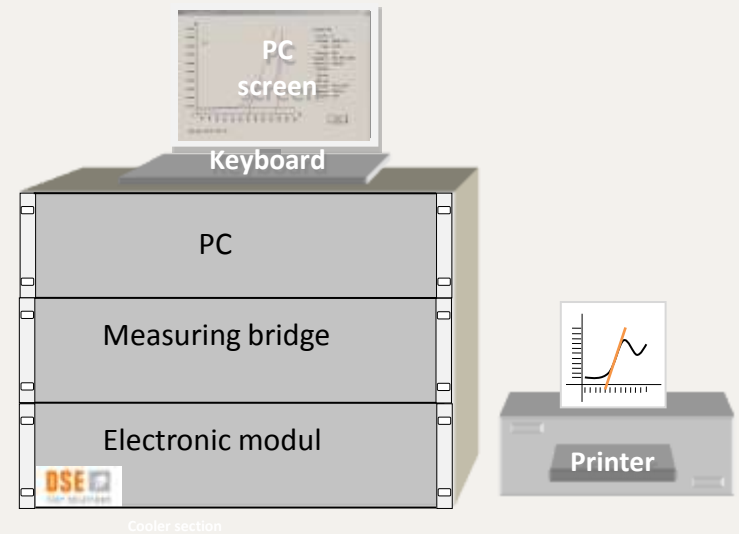 PC
screen
Keyboard
PC
Measuring bridge
Electronic modul
DSE
Printer
Cooler section